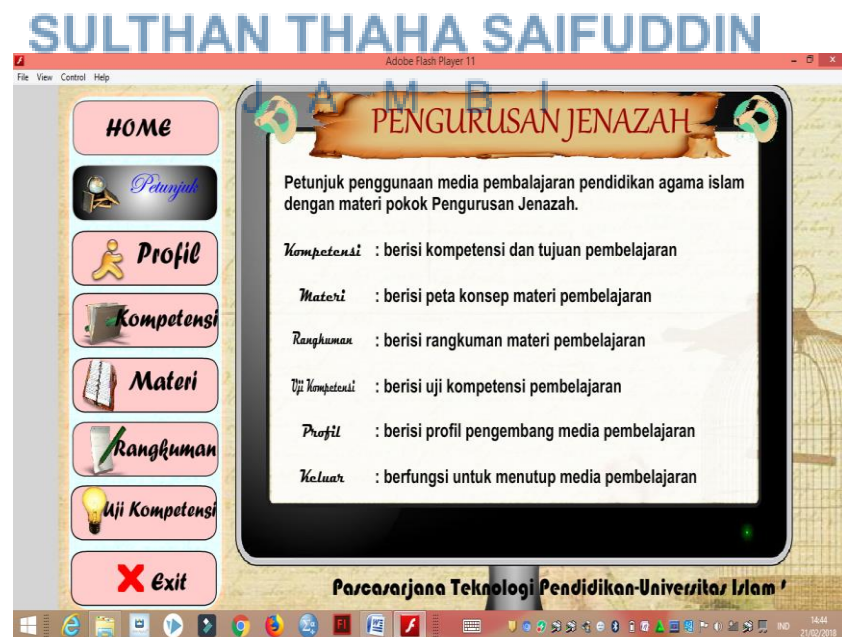 SULTHAN THAHA SAIFUDDIN
Adobe Flash Player 11
File View Control Help
J A M B I
PENGURUSAN JENAZAH
HOME
Petunjuk
Profil
Kompetensi
Materi
Rangkuman
Uji Kompetensi
Exit
Petunjuk penggunaan media pembalajaran pendidikan agama islam
dengan materi pokok Pengurusan Jenazah.
Kompetensi : berisi kompetensi dan tujuan pembelajaran
Materi : berisi peta konsep materi pembelajaran
Rangkuman : berisi rangkuman materi pembelajaran
Uji Kompetensi : berisi uji kompetensi pembelajaran
Profil : berisi profil pengembang media pembelajaran
Keluar : berfungsi untuk menutup media pembelajaran
Pascasarjana Teknologi Pendidikan-Universitas Islam '
IND
14:44
21/02/2018